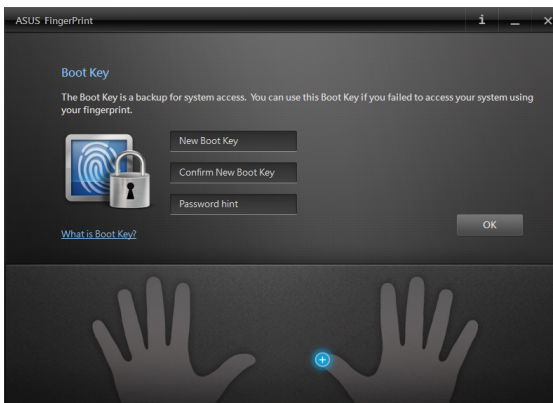 ASUS FingerPrint
Boot Key
The Boot Key is a backup for system access. You can use this Boot Key if you failed to access your system using
your fingerprint.
New Boot Key
Confirm New Boot Key
Password hint
What is Boot Key?
OK